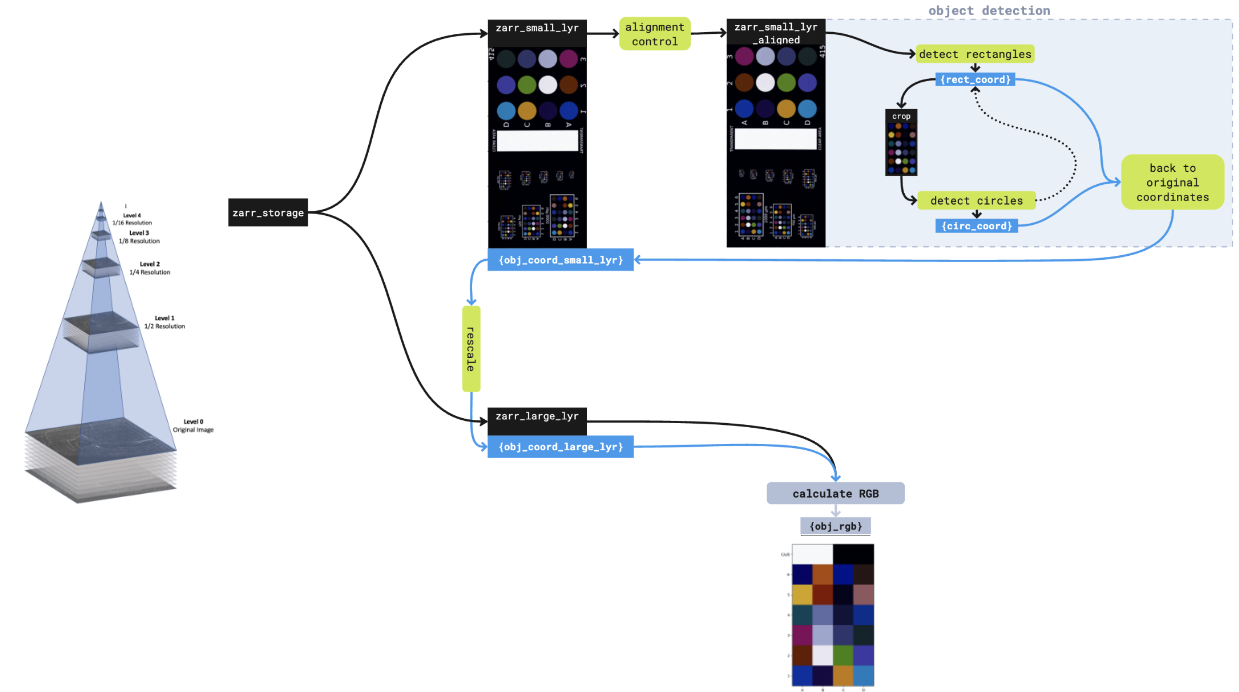 object detection
zarr_small_lyr
alignment
control
zarr_small_lyr
_aligned
detect rectangles
{rect_coord}
crop
detect circles
{circ_coord}
back to
original
coordinates
412
3
2
1
D
C
B
A
415
3
2
1
A
B
C
D
zarr_storage
Level 4
1/16 Resolution
Level 3
1/8 Resolution
Level 2
1/4 Resolution
Level 1
1/2 Resolution
Level 0
Original Image
{obj_coord_small_lyr}
rescale
zarr_large_lyr
{obj_coord_large_lyr}
calculate RGB
{obj_rgb}
A
B
C
D